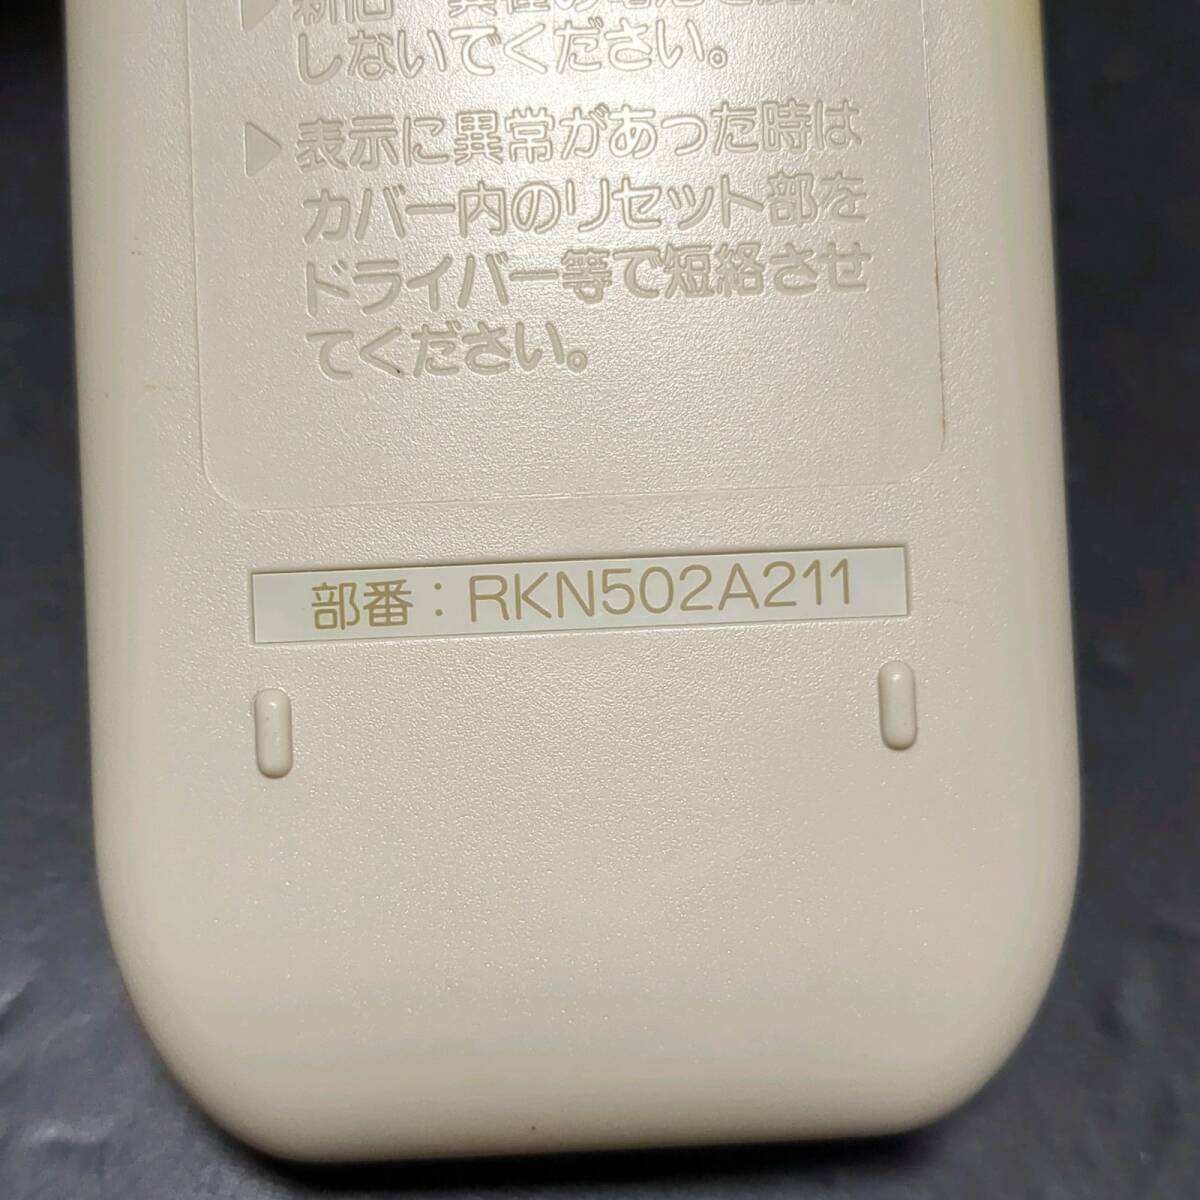 しないでください。
▷表示に異常があった時は
カバー内のリセット部を
ドライバー等で短絡させ
てください。
部番：RKN502A211